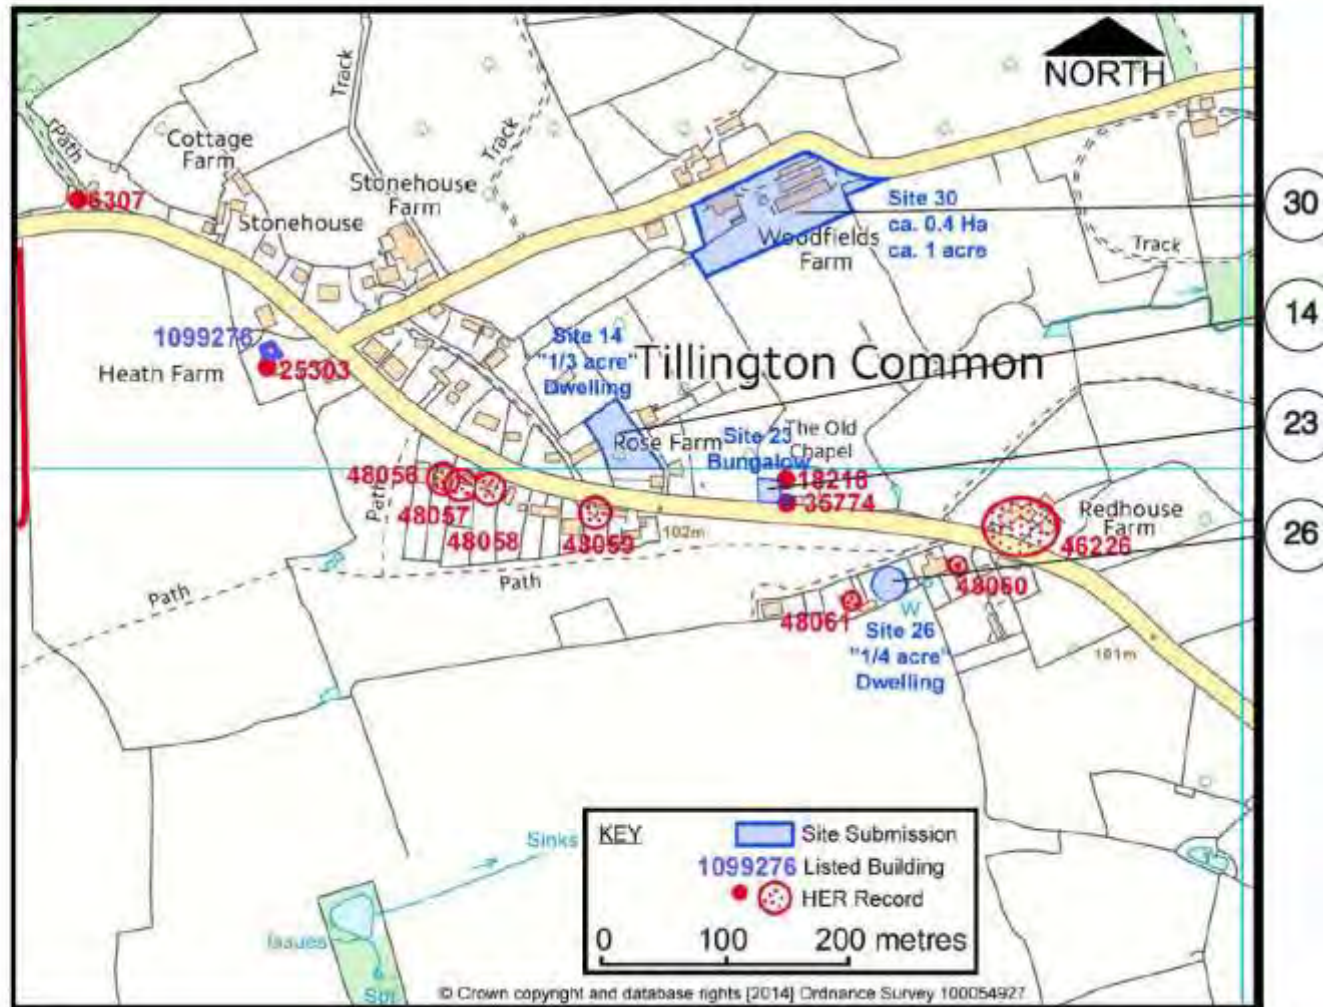 NORTH
Track
Path
Cottage
Farm
Track
Stonehouse
Farm
6307
Stonehouse
Site 30
ca. 0.4 Ha
ca. 1 acre
30
Woodfields
Farm
Track
14
1099276
Heath Farm
25303
Site 14
"1/3 acre"
Dwelling
Tillington Common
Rose Farm
Site 23
Bungalow
The Old
Chapel
23
18216
35774
48056
48057
48058
48059
Path
102m
Redhouse
Farm
46226
26
Path
Path
48060
48061
W
Site 26
"1/4 acre"
Dwelling
101m
Sinks
Issues
Spr
KEY
Site Submission
1099276 Listed Building
HER Record
0 100 200 metres
© Crown copyright and database rights [2014] Ordnance Survey 100054927